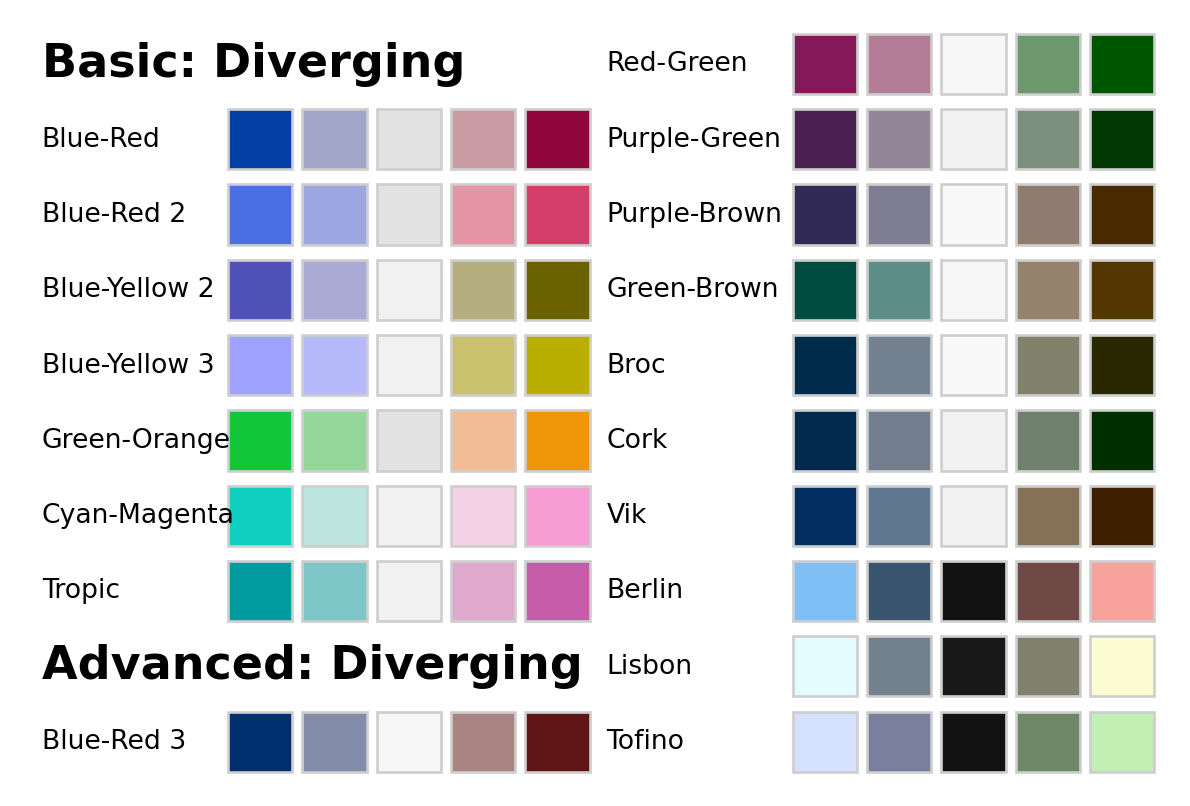 Basic: Diverging
Blue-Red
Blue-Red 2
Blue-Yellow 2
Blue-Yellow 3
Green-Orange
Cyan-Magenta
Tropic
Advanced: Diverging
Blue-Red 3
Red-Green
Purple-Green
Purple-Brown
Green-Brown
Broc
Cork
Vik
Berlin
Lisbon
Tofino